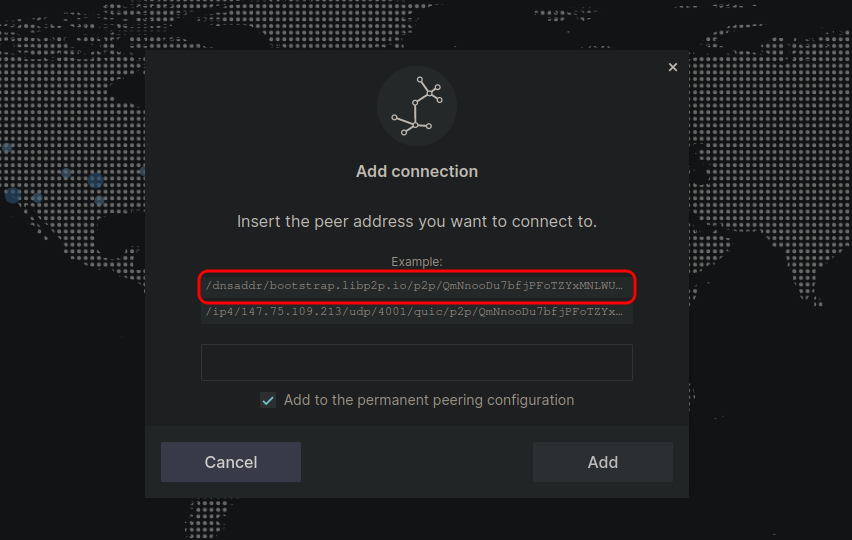 Add connection
Insert the peer address you want to connect to.
Example:
/dnsaddr/bootstrap.libp2p.io/p2p/QmNnooDu7bfjPFoTZYxMNLWU…
/ip4/147.75.109.213/udp/4001/quic/p2p/QmNnooDu7bfjPFoTZYx…
Add to the permanent peering configuration
Cancel
Add